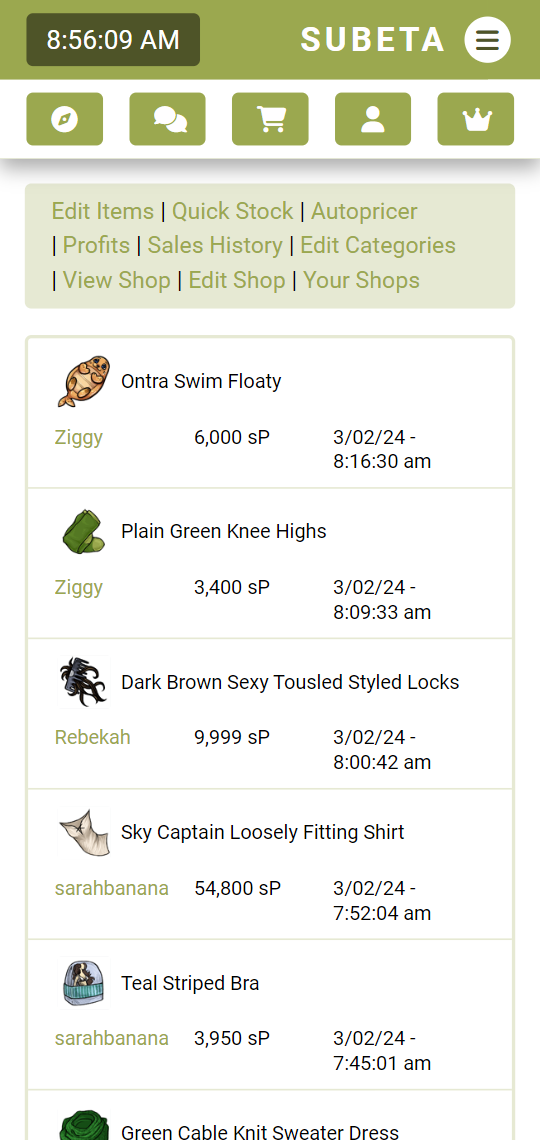 8:56:09 AM
SUBETA
Edit Items | Quick Stock | Autopricer
| Profits | Sales History | Edit Categories
| View Shop | Edit Shop | Your Shops
Ontra Swim Floaty
Ziggy 6,000 sP 3/02/24 -
8:16:30 am
Plain Green Knee Highs
Ziggy 3,400 sP 3/02/24 -
8:09:33 am
Dark Brown Sexy Tousled Styled Locks
Rebekah 9,999 sP 3/02/24 -
8:00:42 am
Sky Captain Loosely Fitting Shirt
sarahbanana 54,800 sP 3/02/24 -
7:52:04 am
Teal Striped Bra
sarahbanana 3,950 sP 3/02/24 -
7:45:01 am
Green Cable Knit Sweater Dress